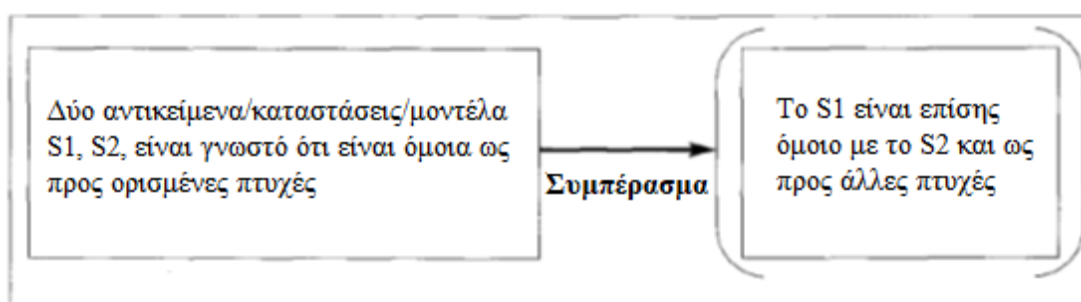 Δύο αντικείμενα/καταστάσεις/μοντέλα
S1, S2, είναι γνωστό ότι είναι όμοια ως
προς ορισμένες πτυχές
Συμπέρασμα
Το S1 είναι επίσης
όμοιο με το S2 και ως
προς άλλες πτυχές